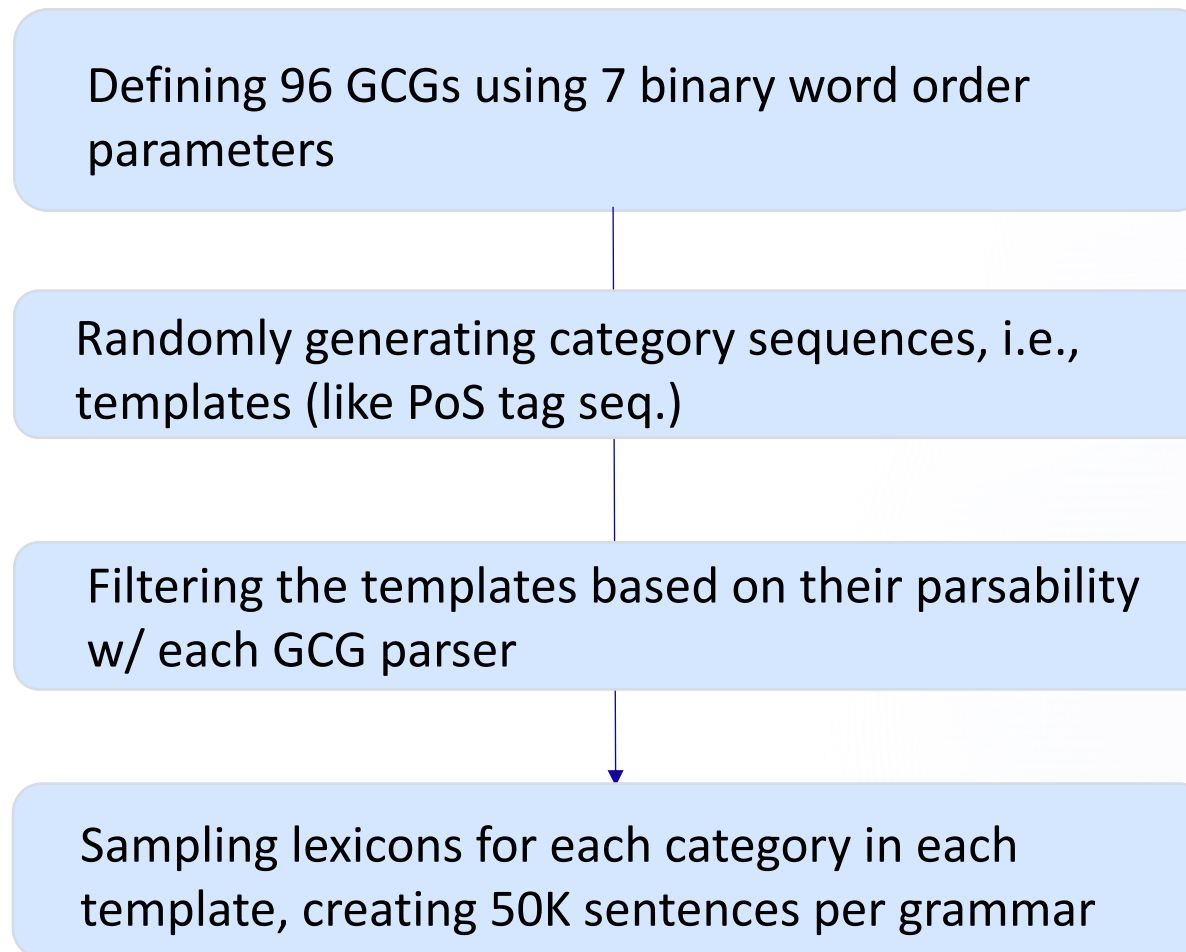 Defining 96 GCGs using 7 binary word order
parameters
Randomly generating category sequences, i.e.,
templates (like PoS tag seq.)
Filtering the templates based on their parsability
w/ each GCG parser
Sampling lexicons for each category in each
template, creating 50K sentences per grammar